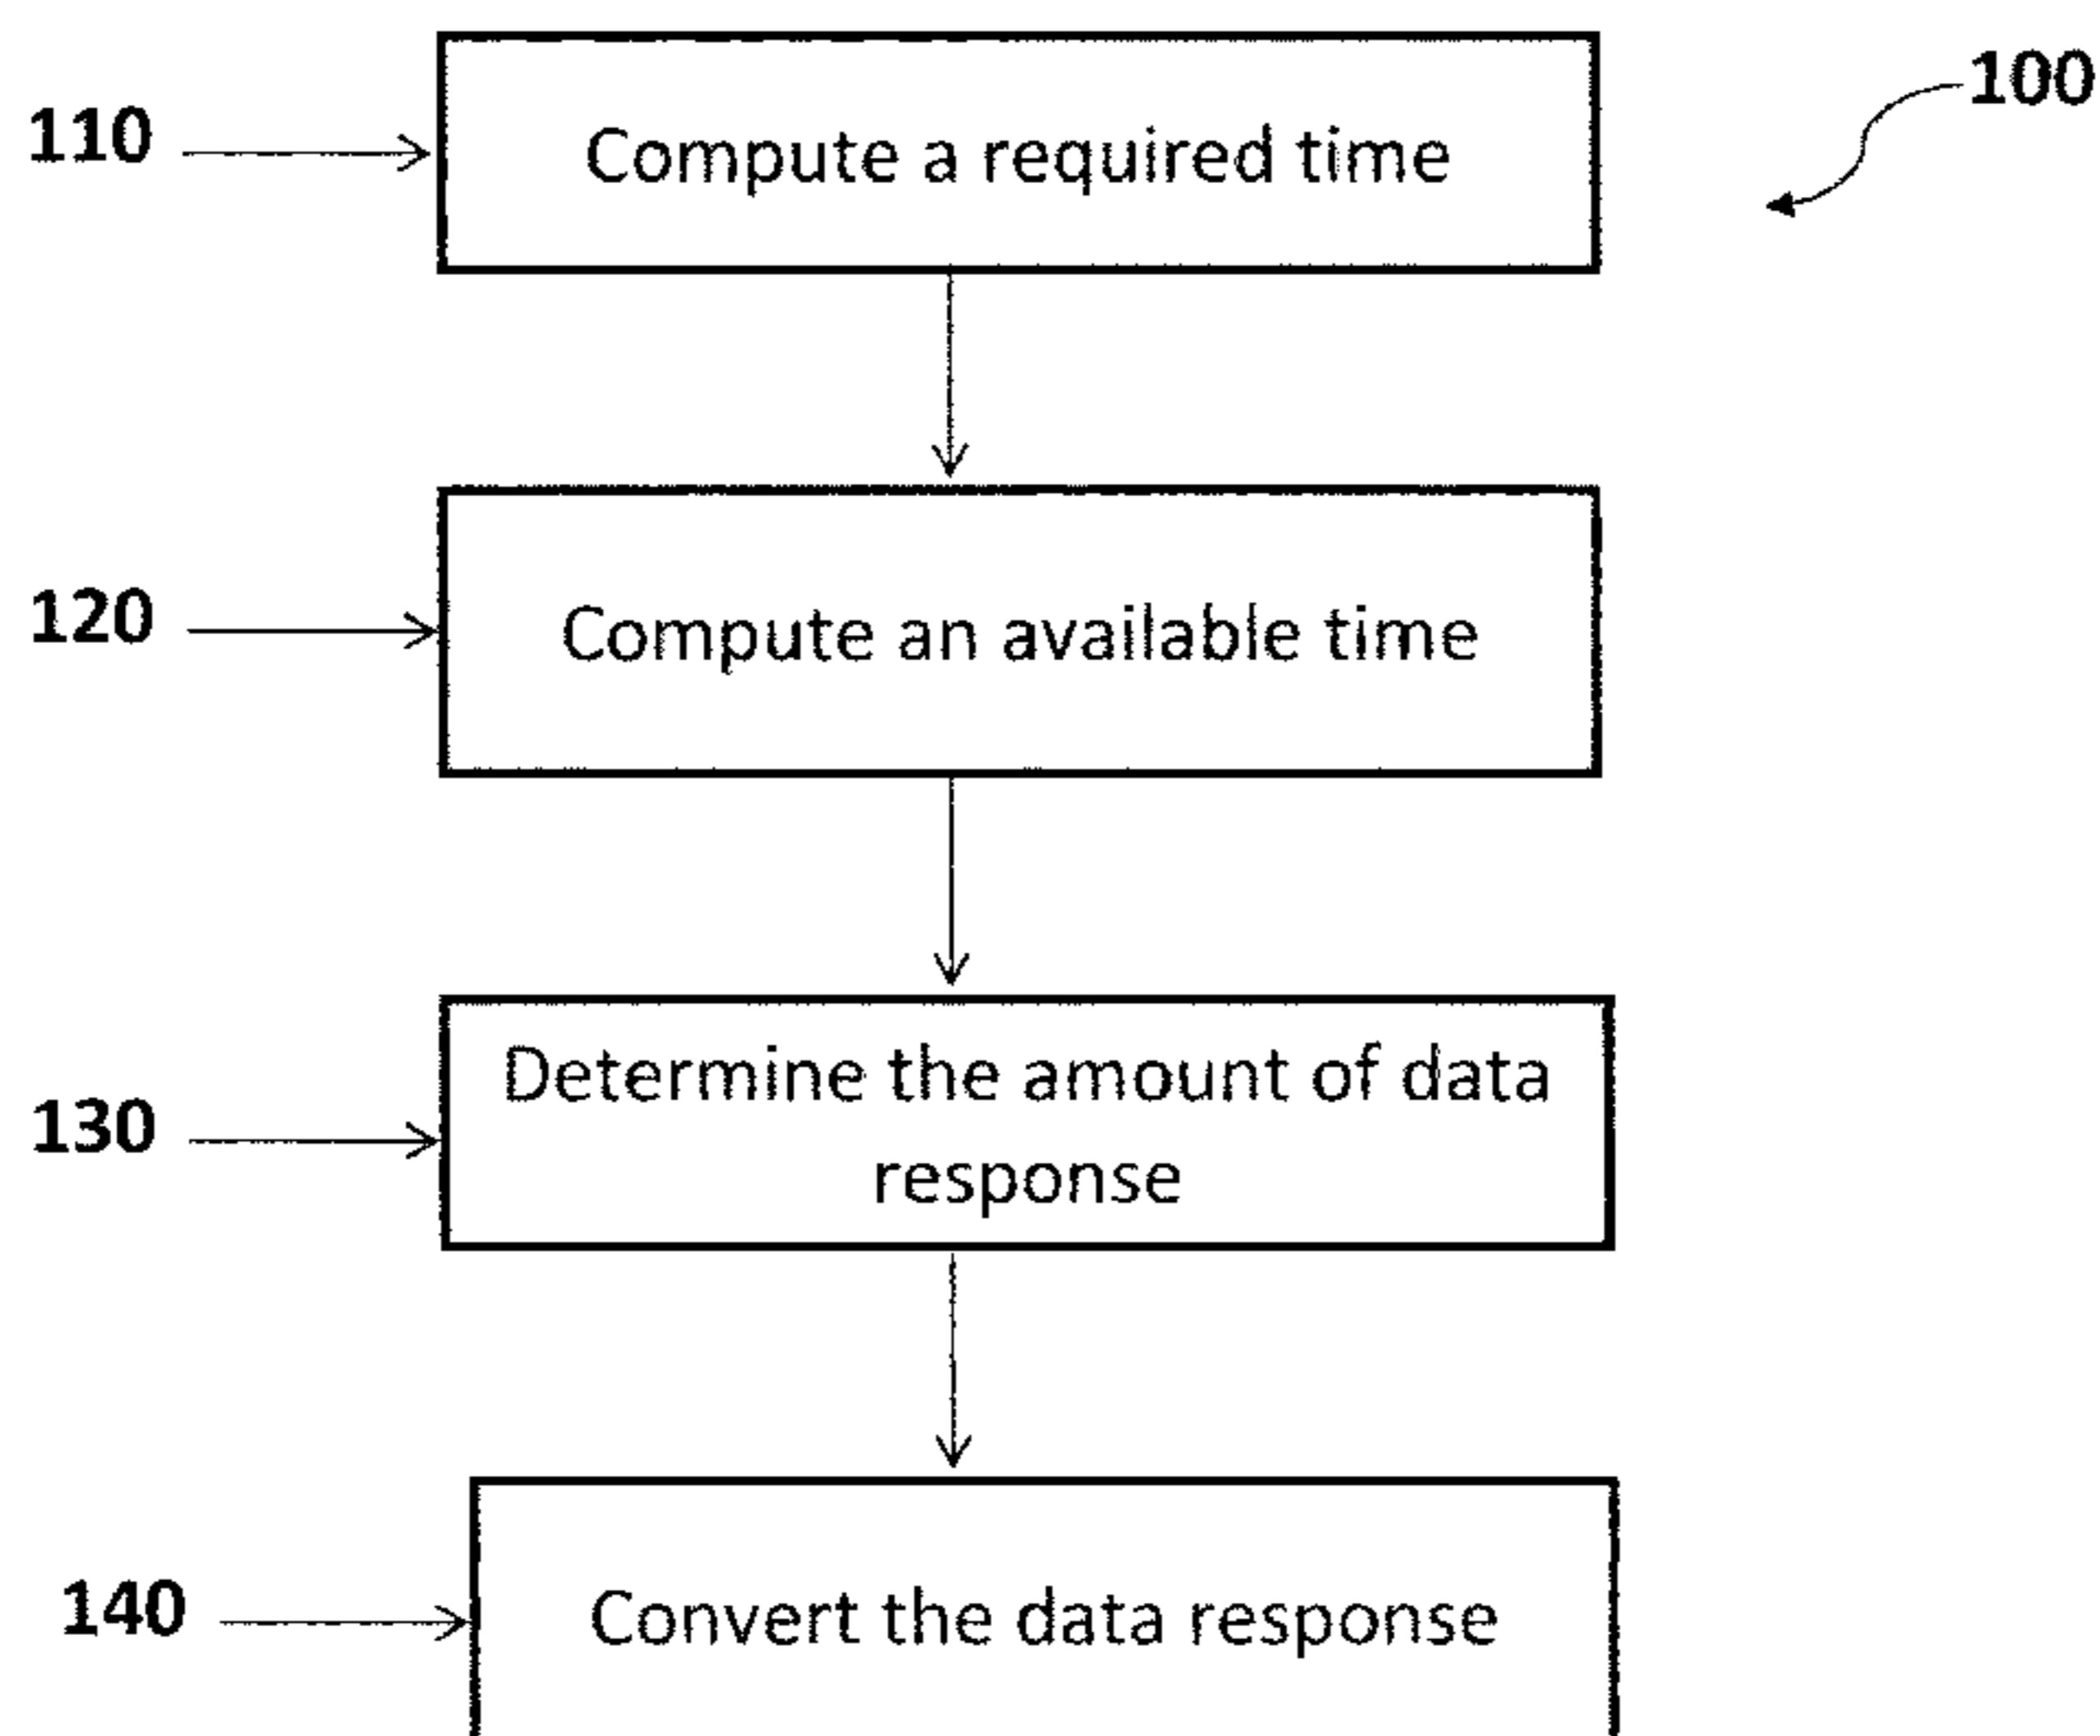 100
110
Compute a required time
120
Compute an available time
130
Determine the amount of data
response
140
Convert the data response